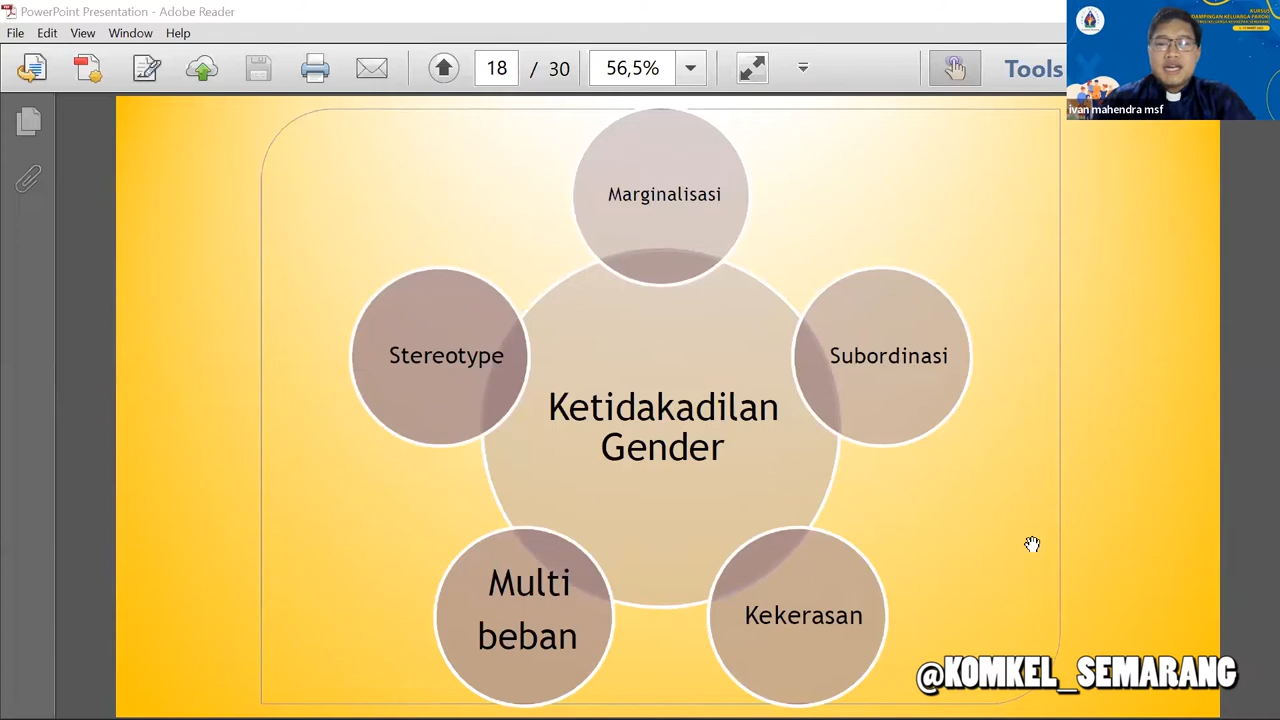 PowerPoint Presentation - Adobe Reader
File Edit View Window Help
18 / 30 56,5% Tools
KURSUS
ivan mahendra msf
Marginalisasi
Stereotype
Subordinasi
Ketidakadilan
Gender
Multi
beban
Kekerasan
@KOMKEL_SEMARANG